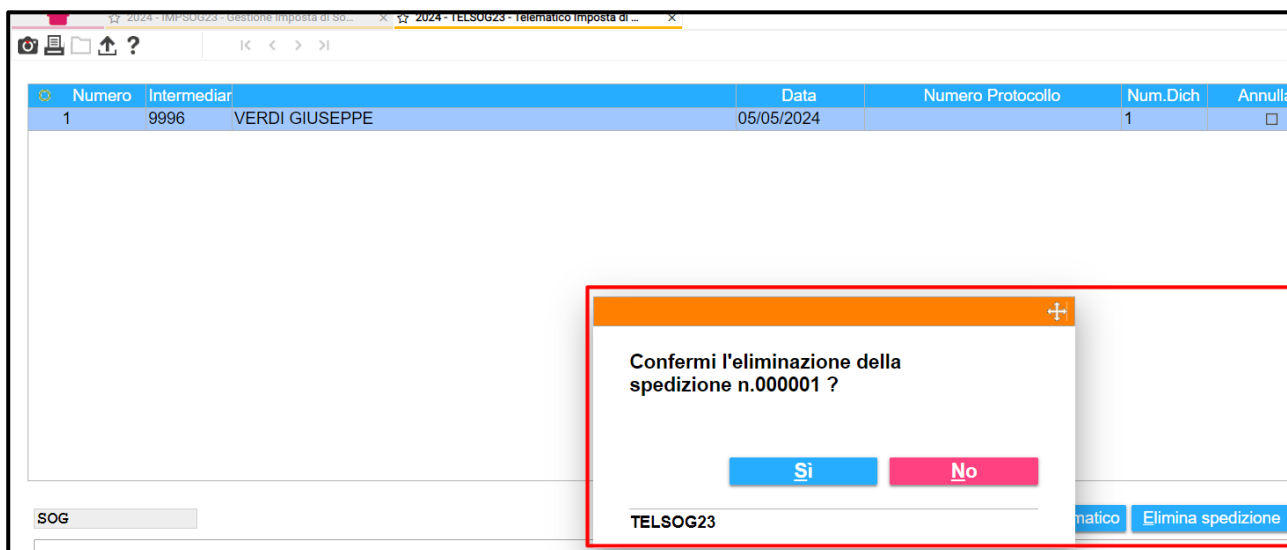 2024 - IMPSOG23 - Gestione Imposta di So... × 2024 - TELSOG23 - Telematico Imposta di ... ×
?
Numero Intermediar Data Numero Protocollo Num.Dich Annulla
1 9996 VERDI GIUSEPPE 05/05/2024 1
Confermi l'eliminazione della
spedizione n.000001 ?
Sì No
SOG
TELSOG23
matico Elimina spedizione